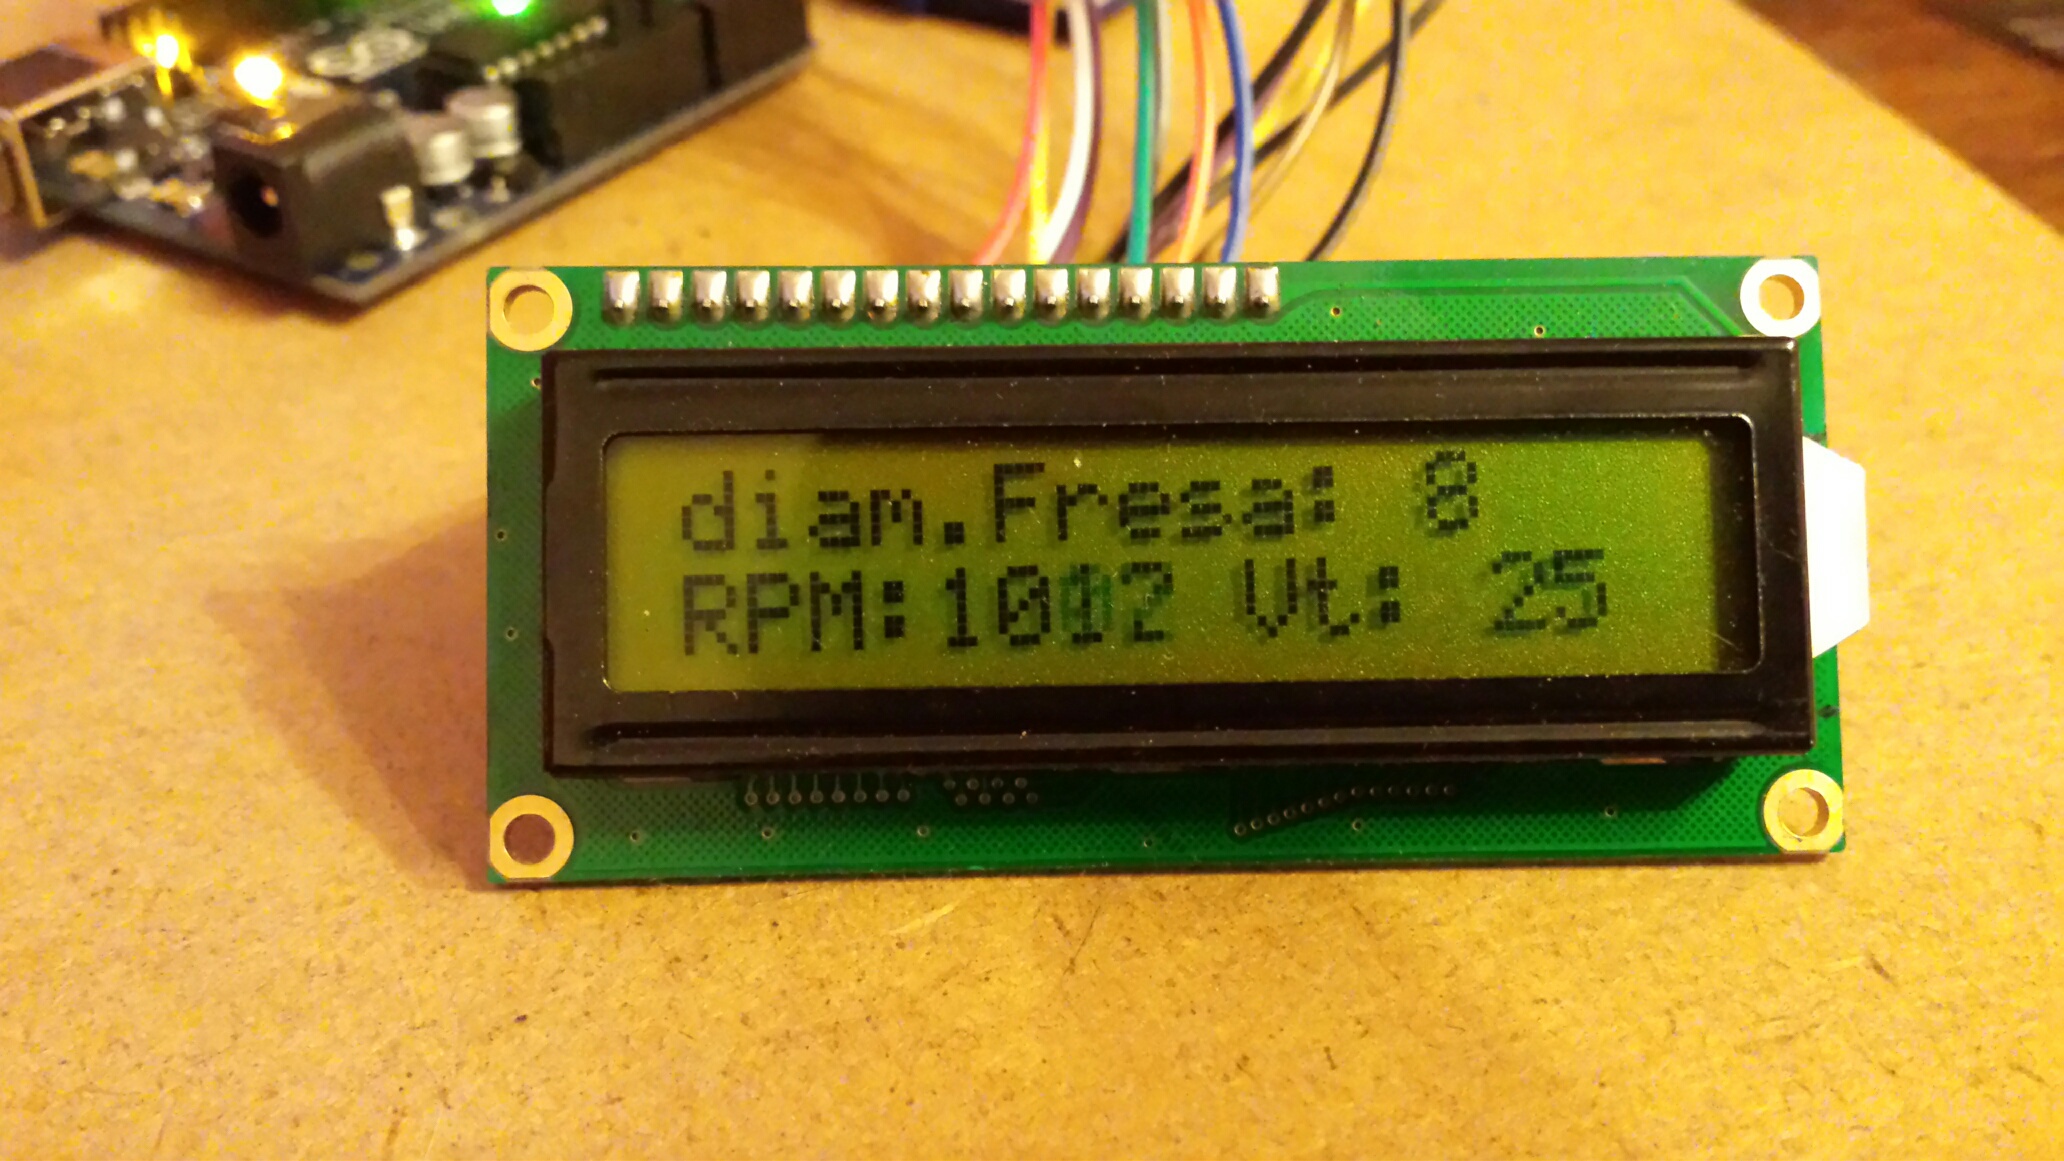 diam.Fresa: 8
RPM: Vt: 25